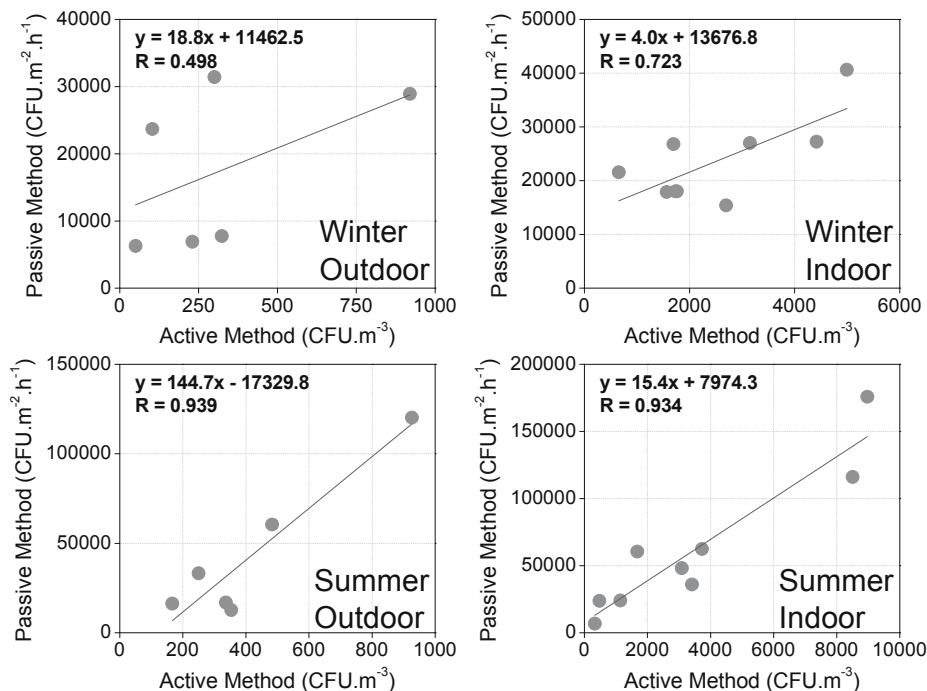 y = 18.8x + 11462.5
R = 0.498
Winter
Outdoor
Passive Method (CFU.m⁻².h⁻¹)
40000
30000
20000
10000
0
0 250 500 750 1000
Active Method (CFU.m⁻³)
y = 4.0x + 13676.8
R = 0.723
Winter
Indoor
Passive Method (CFU.m⁻².h⁻¹)
50000
40000
30000
20000
10000
0
0 2000 4000 6000
Active Method (CFU.m⁻³)
y = 144.7x - 17329.8
R = 0.939
Summer
Outdoor
Passive Method (CFU.m⁻².h⁻¹)
150000
100000
50000
0
200 400 600 800 1000
Active Method (CFU.m⁻³)
y = 15.4x + 7974.3
R = 0.934
Summer
Indoor
Passive Method (CFU.m⁻².h⁻¹)
200000
150000
100000
50000
0
0 2000 4000 6000 8000 10000
Active Method (CFU.m⁻³)